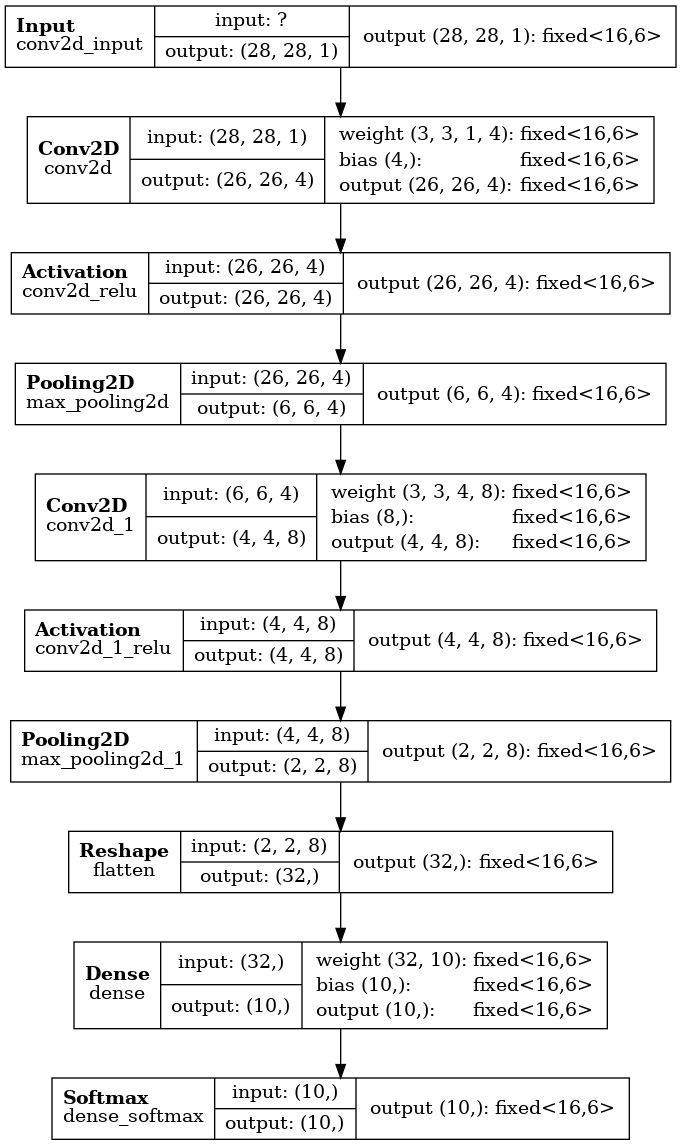 Input
conv2d_input
input: ?
output: (28, 28, 1)
output (28, 28, 1): fixed<16,6>
Conv2D
conv2d
input: (28, 28, 1)
output: (26, 26, 4)
weight (3, 3, 1, 4): fixed<16,6>
bias (4,): fixed<16,6>
output (26, 26, 4): fixed<16,6>
Activation
conv2d_relu
input: (26, 26, 4)
output: (26, 26, 4)
output (26, 26, 4): fixed<16,6>
Pooling2D
max_pooling2d
input: (26, 26, 4)
output: (6, 6, 4)
output (6, 6, 4): fixed<16,6>
Conv2D
conv2d_1
input: (6, 6, 4)
output: (4, 4, 8)
weight (3, 3, 4, 8): fixed<16,6>
bias (8,): fixed<16,6>
output (4, 4, 8): fixed<16,6>
Activation
conv2d_1_relu
input: (4, 4, 8)
output: (4, 4, 8)
output (4, 4, 8): fixed<16,6>
Pooling2D
max_pooling2d_1
input: (4, 4, 8)
output: (2, 2, 8)
output (2, 2, 8): fixed<16,6>
Reshape
flatten
input: (2, 2, 8)
output: (32,)
output (32,): fixed<16,6>
Dense
dense
input: (32,)
output: (10,)
weight (32, 10): fixed<16,6>
bias (10,): fixed<16,6>
output (10,): fixed<16,6>
Softmax
dense_softmax
input: (10,)
output: (10,)
output (10,): fixed<16,6>